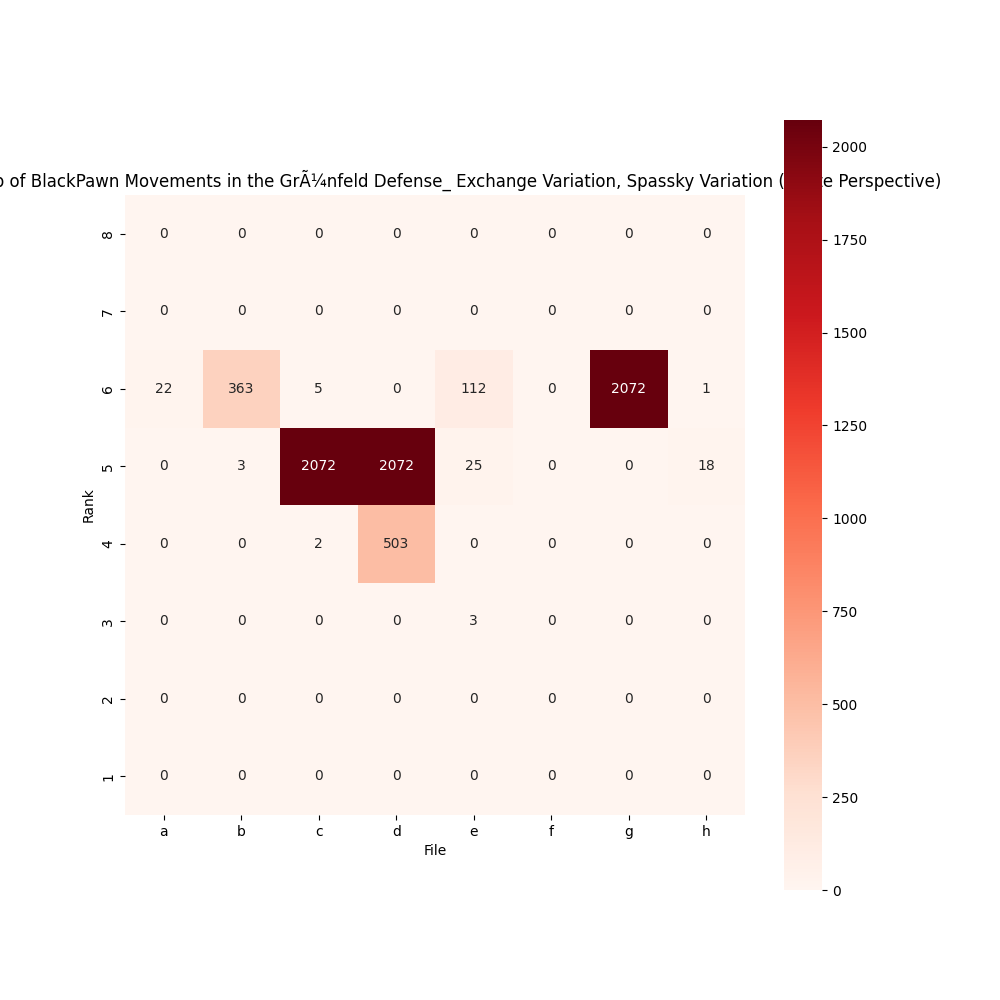 of BlackPawn Movements in the GrÃ¼nfeld Defense_ Exchange Variation, Spassky Variation ( Perspective)
2000
1750
1500
1250
1000
750
500
250
0
8 0 0 0 0 0 0 0 0
7 0 0 0 0 0 0 0 0
6 22 363 5 0 112 0 2072 1
5 0 3 2072 2072 25 0 0 18
Rank
4 0 0 2 503 0 0 0 0
3 0 0 0 0 3 0 0 0
2 0 0 0 0 0 0 0 0
1 0 0 0 0 0 0 0 0
a b c d e f g h
File